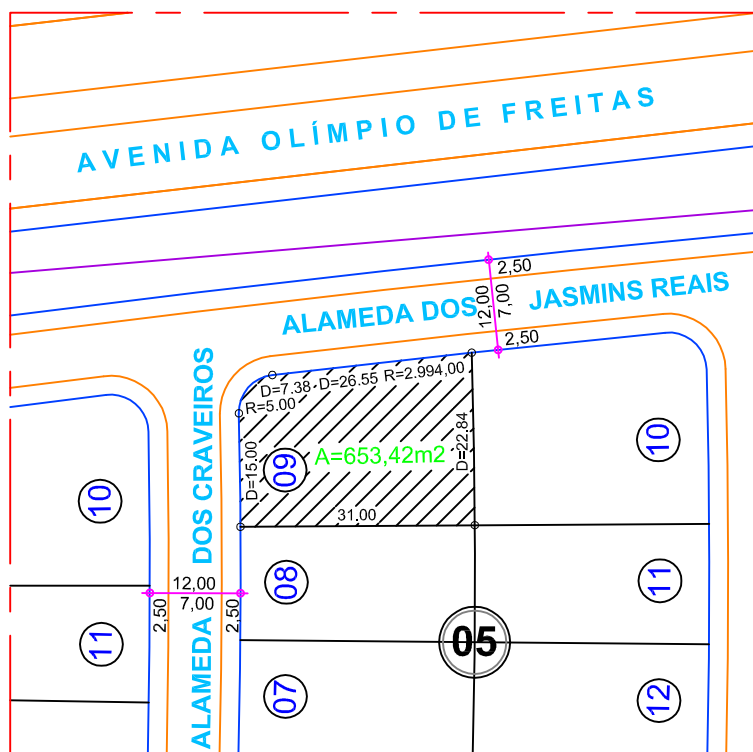 AVENIDA OLÍMPIO DE FREITAS
2,50
12,00
7,00
ALAMEDA DOS JASMINS REAIS
2,50
D=7.38
D=26.55
R=2.994,00
R=5.00
D=15.00
D=22.84
A=653,42m2
09
10
31.00
10
ALAMEDA DOS CRAVEIROS
12,00
7,00
2,50
2,50
08
11
11
05
07
12